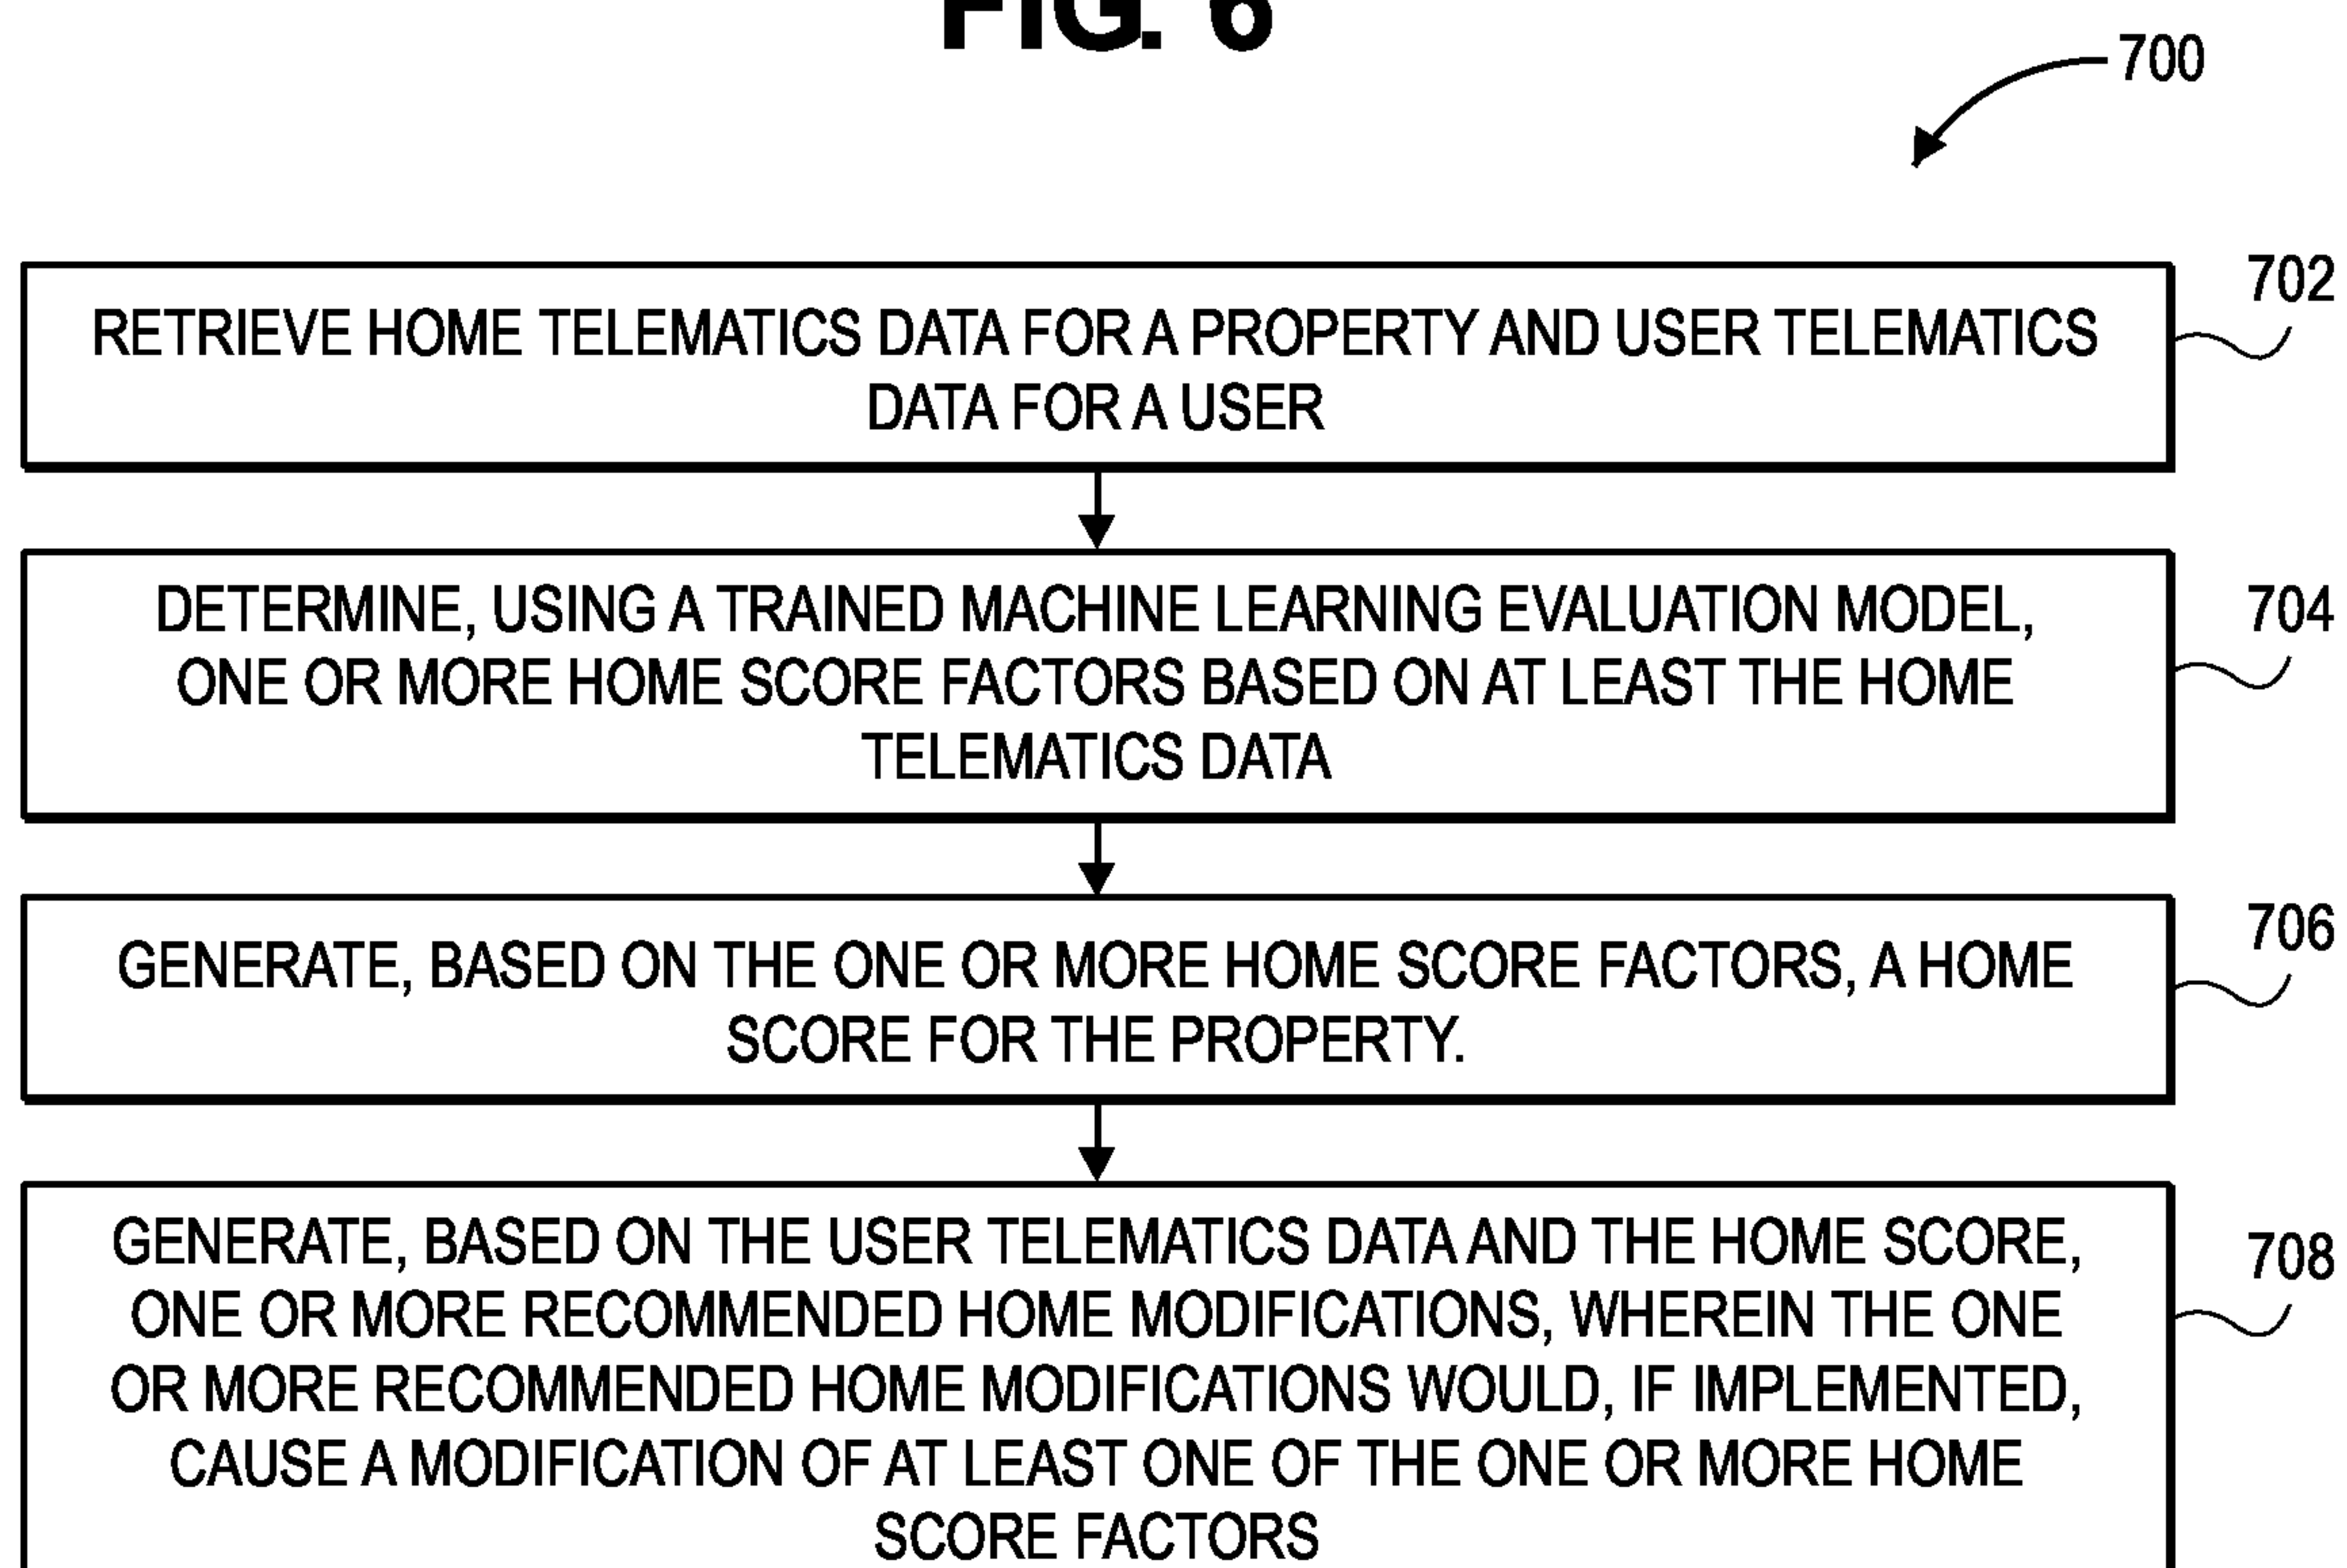 FIG. 6
700
702
RETRIEVE HOME TELEMATICS DATA FOR A PROPERTY AND USER TELEMATICS
DATA FOR A USER
704
DETERMINE, USING A TRAINED MACHINE LEARNING EVALUATION MODEL,
ONE OR MORE HOME SCORE FACTORS BASED ON AT LEAST THE HOME
TELEMATICS DATA
706
GENERATE, BASED ON THE ONE OR MORE HOME SCORE FACTORS, A HOME
SCORE FOR THE PROPERTY.
708
GENERATE, BASED ON THE USER TELEMATICS DATA AND THE HOME SCORE,
ONE OR MORE RECOMMENDED HOME MODIFICATIONS, WHEREIN THE ONE
OR MORE RECOMMENDED HOME MODIFICATIONS WOULD, IF IMPLEMENTED,
CAUSE A MODIFICATION OF AT LEAST ONE OF THE ONE OR MORE HOME
SCORE FACTORS